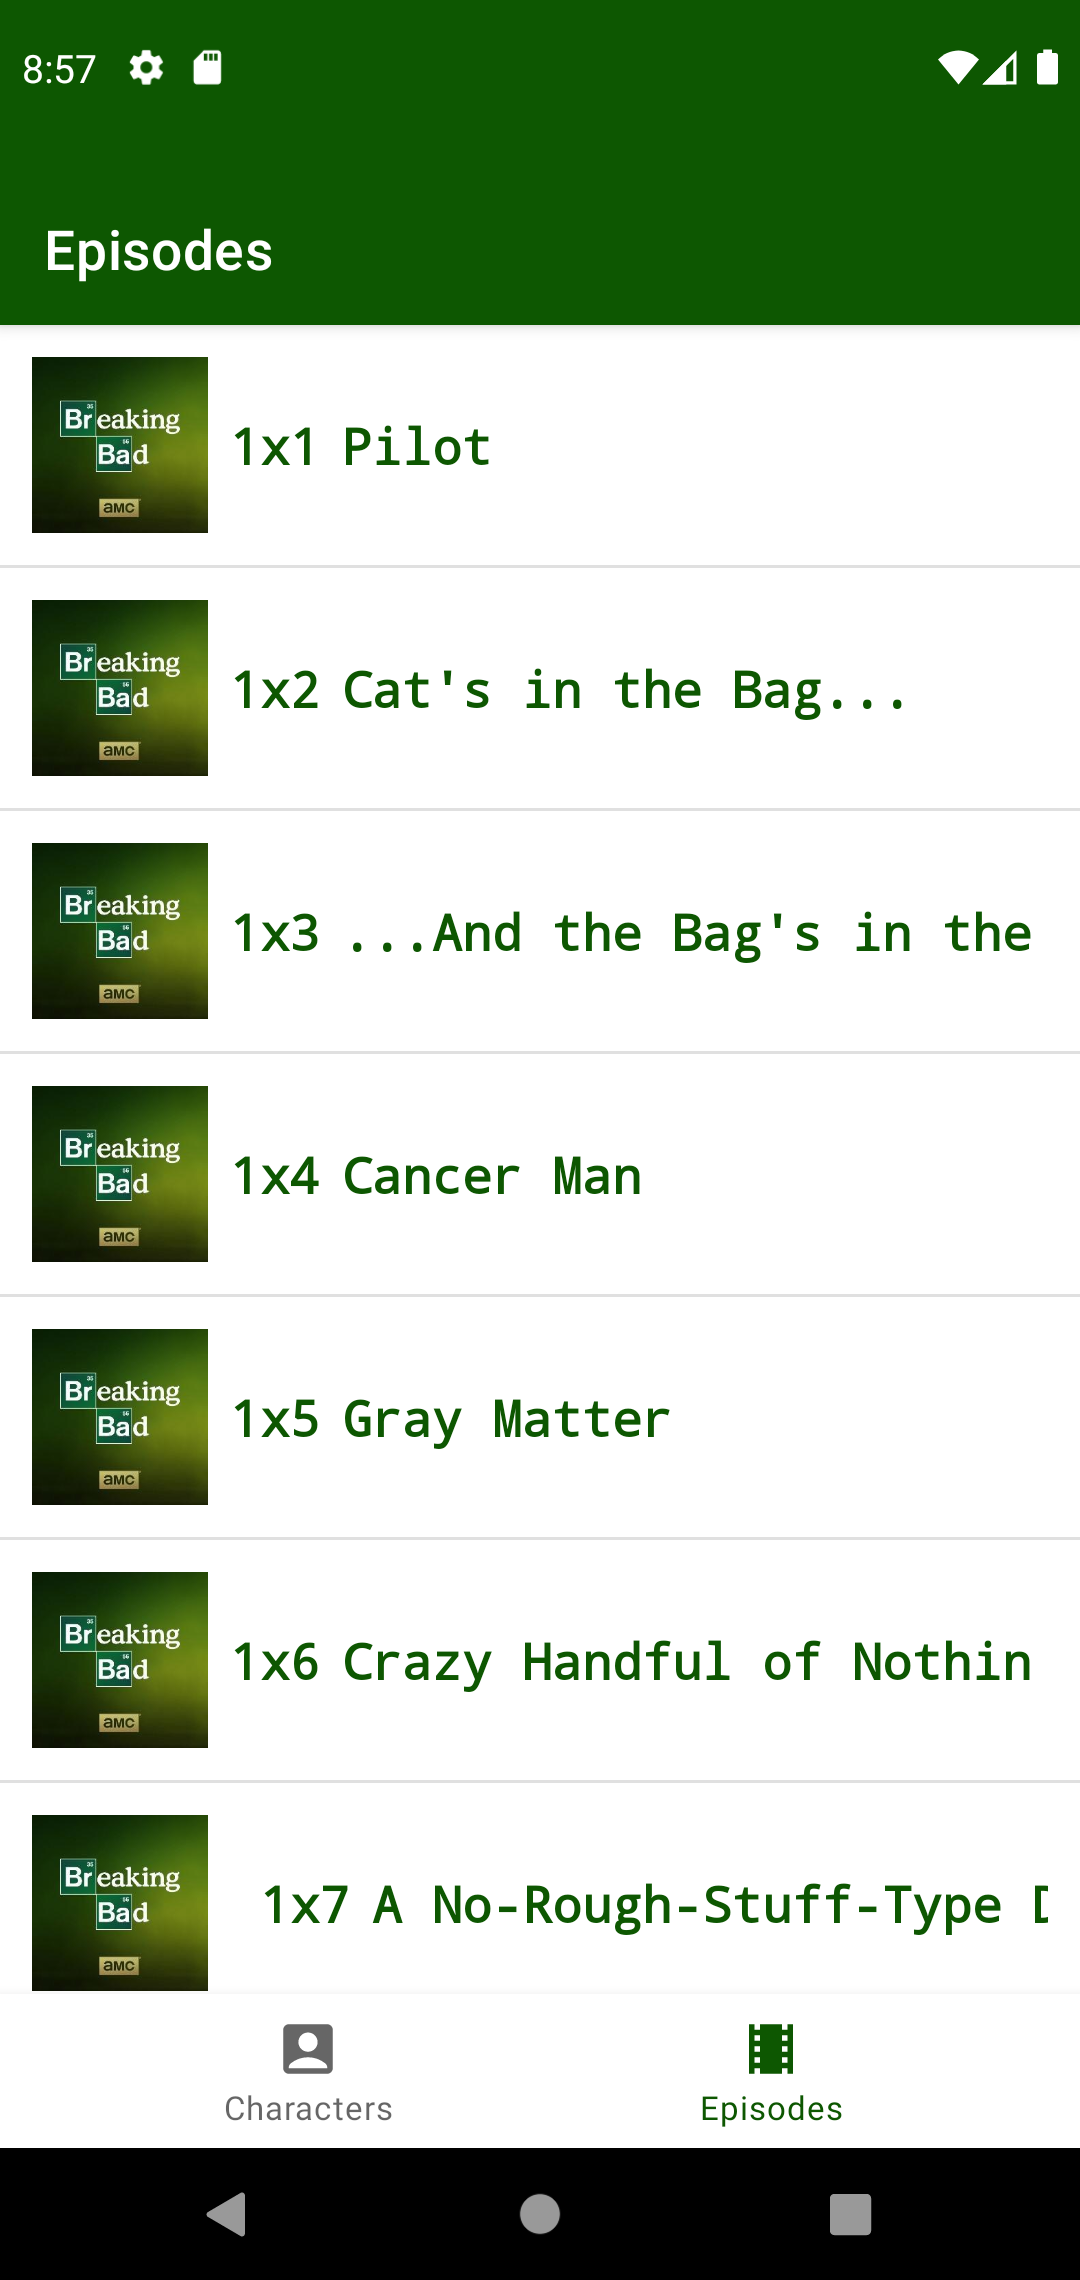 8:57
Episodes
Breaking
Bad
amc
1x1 Pilot
Breaking
Bad
amc
1x2 Cat's in the Bag...
Breaking
Bad
amc
1x3 ...And the Bag's in the
Breaking
Bad
amc
1x4 Cancer Man
Breaking
Bad
amc
1x5 Gray Matter
Breaking
Bad
amc
1x6 Crazy Handful of Nothin
Breaking
Bad
amc
1x7 A No-Rough-Stuff-Type
Characters
Episodes